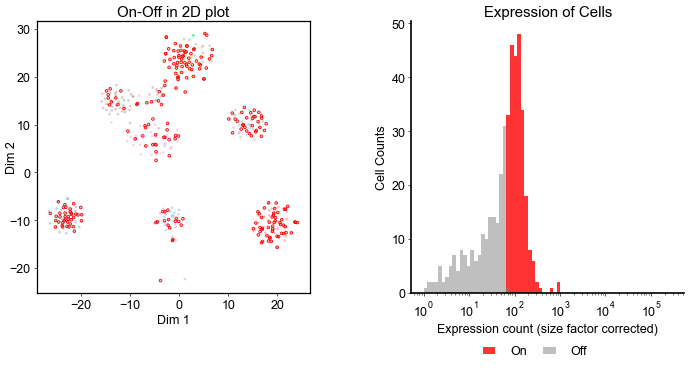 On-Off in 2D plot
30
20
10
0
−10
−20
Dim 2
−20 −10 0 10 20
Dim 1
Expression of Cells
50
40
30
20
10
0
Cell Counts
10^0 10^1 10^2 10^3 10^4 10^5
Expression count (size factor corrected)
On Off